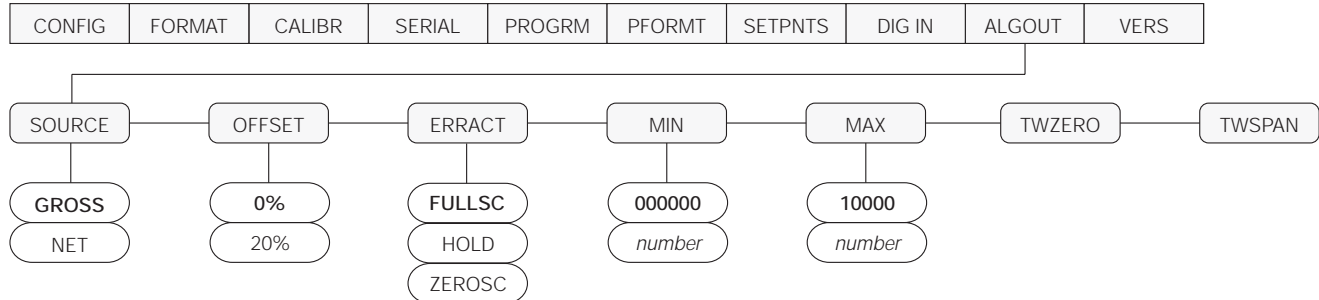 CONFIG FORMAT CALIBR SERIAL PROGRM PFORMT SETPNTS DIG IN ALGOUT VERS
SOURCE OFFSET ERRACT MIN MAX TWZERO TWSPAN
GROSS 0% FULLSC 000000 10000
NET 20% HOLD number number
ZEROSC